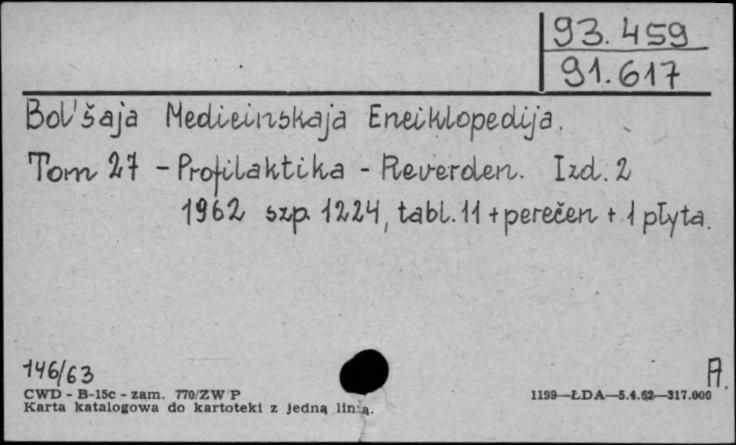 93.459
91.617
Bol'šaja Medicinskaja Enciklopedija.
Tom 27 - Profilaktika - Reverden. Izd. 2
1962 szp. 1224, tabl. 11 + perečen + 1 płyta.
146/63
A.
CWD - B-15c - zam. 770/ZW P
1199—ŁDA—5.4.62—317.000
Karta katalogowa do kartoteki z jedną linią.